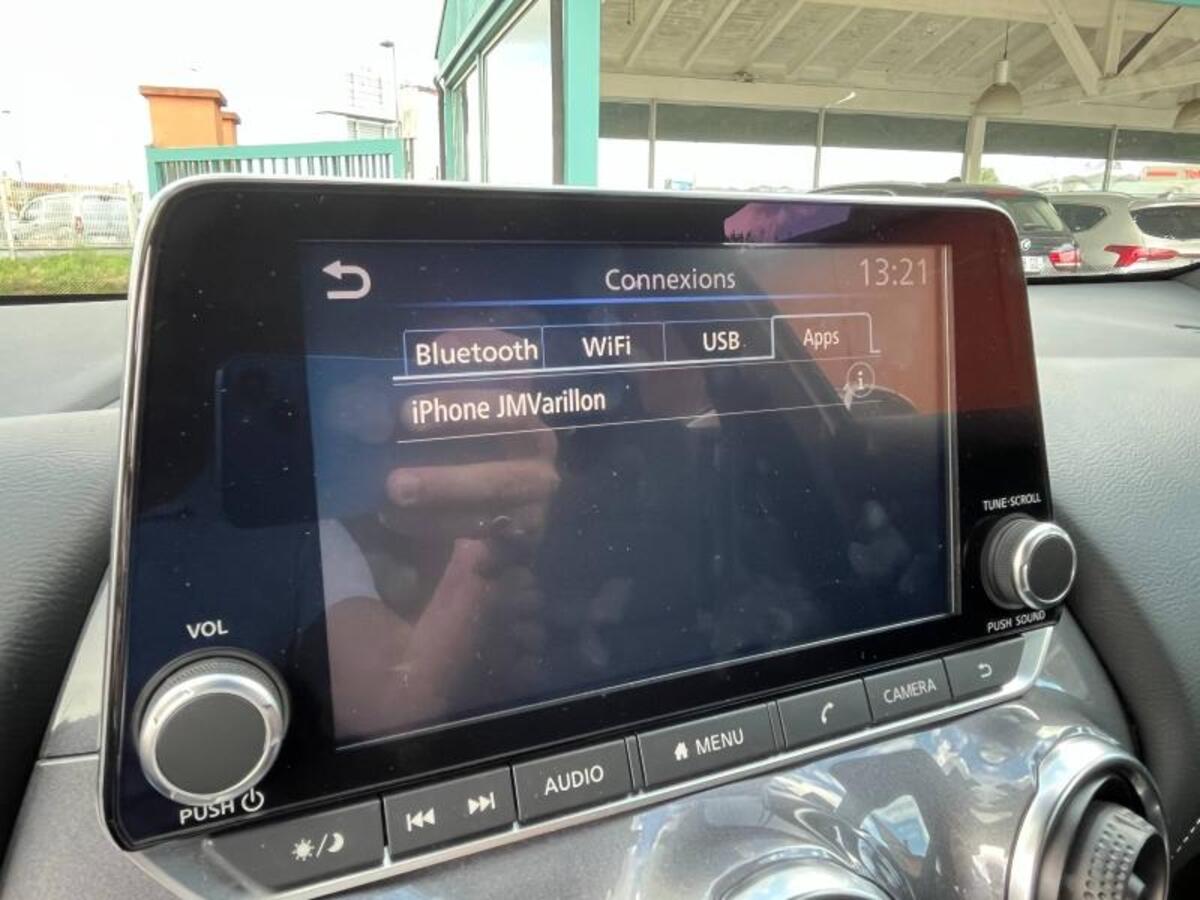 Connexions
13:21
Bluetooth
WiFi
USB
Apps
iPhone JMVarillon
i
TUNE·SCROLL
PUSH SOUND
VOL
PUSH
AUDIO
MENU
CAMERA